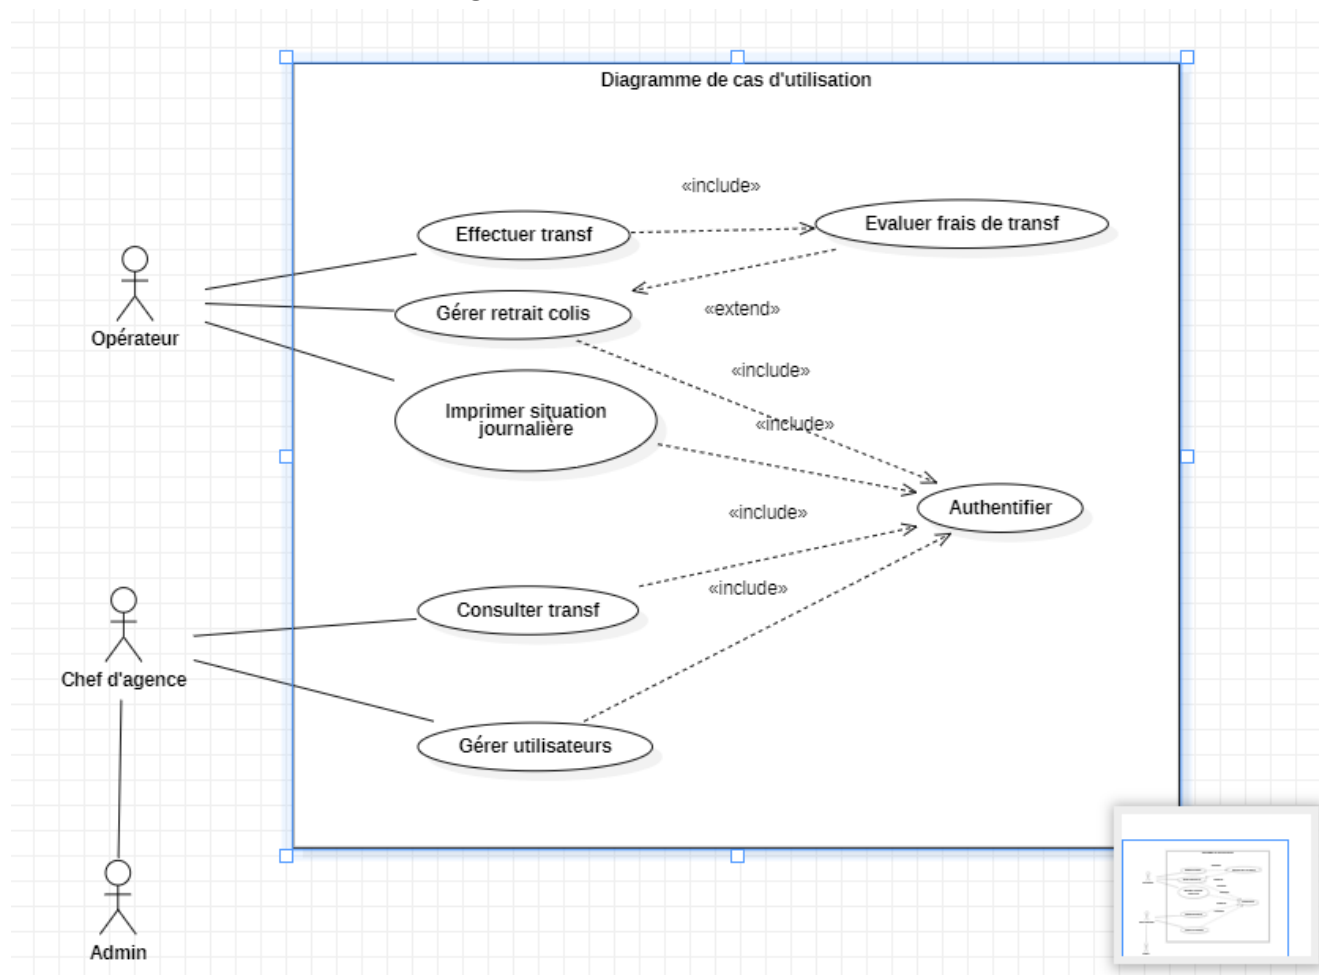 Diagramme de cas d'utilisation
«include»
Effectuer transf
Evaluer frais de transf
Gérer retrait colis
«extend»
Opérateur
«include»
Imprimer situation
journalière
«include»
Authentifier
«include»
«include»
Consulter transf
Chef d'agence
Gérer utilisateurs
Admin